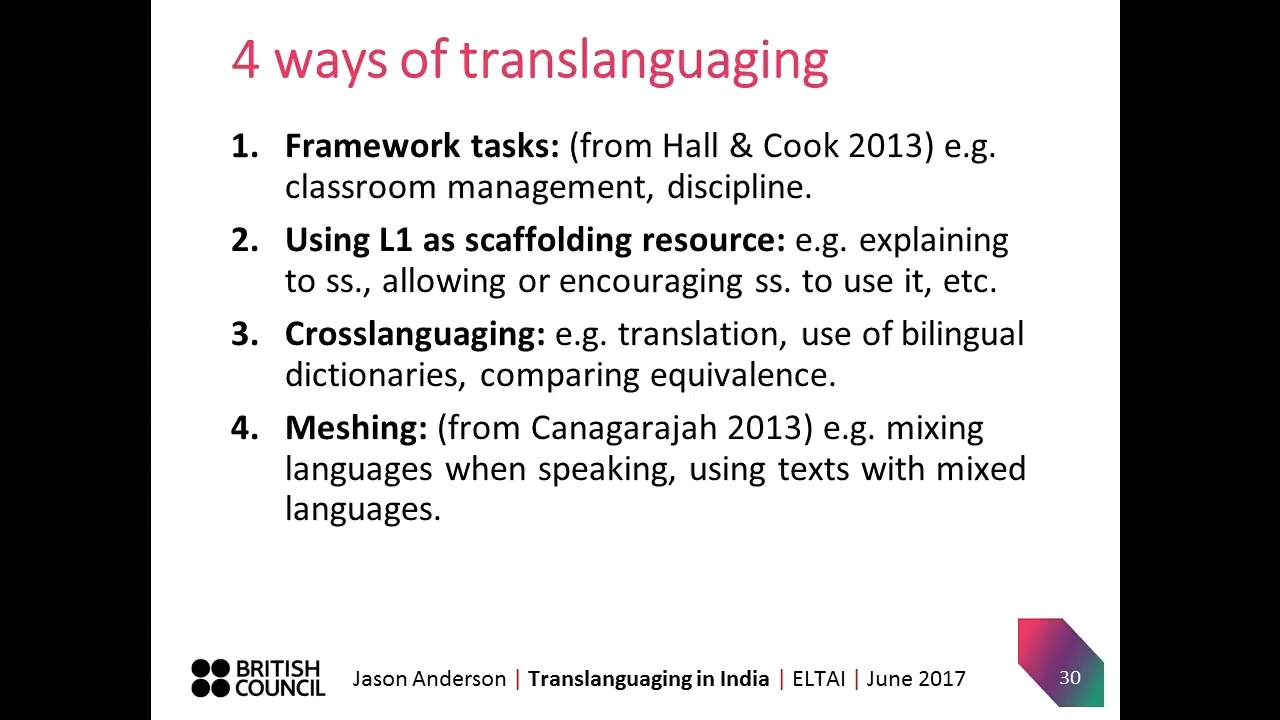 4 ways of translanguaging
1. Framework tasks: (from Hall & Cook 2013) e.g.
classroom management, discipline.
2. Using L1 as scaffolding resource: e.g. explaining
to ss., allowing or encouraging ss. to use it, etc.
3. Crosslanguaging: e.g. translation, use of bilingual
dictionaries, comparing equivalence.
4. Meshing: (from Canagarajah 2013) e.g. mixing
languages when speaking, using texts with mixed
languages.
BRITISH
COUNCIL
Jason Anderson | Translanguaging in India | ELTAI | June 2017
30